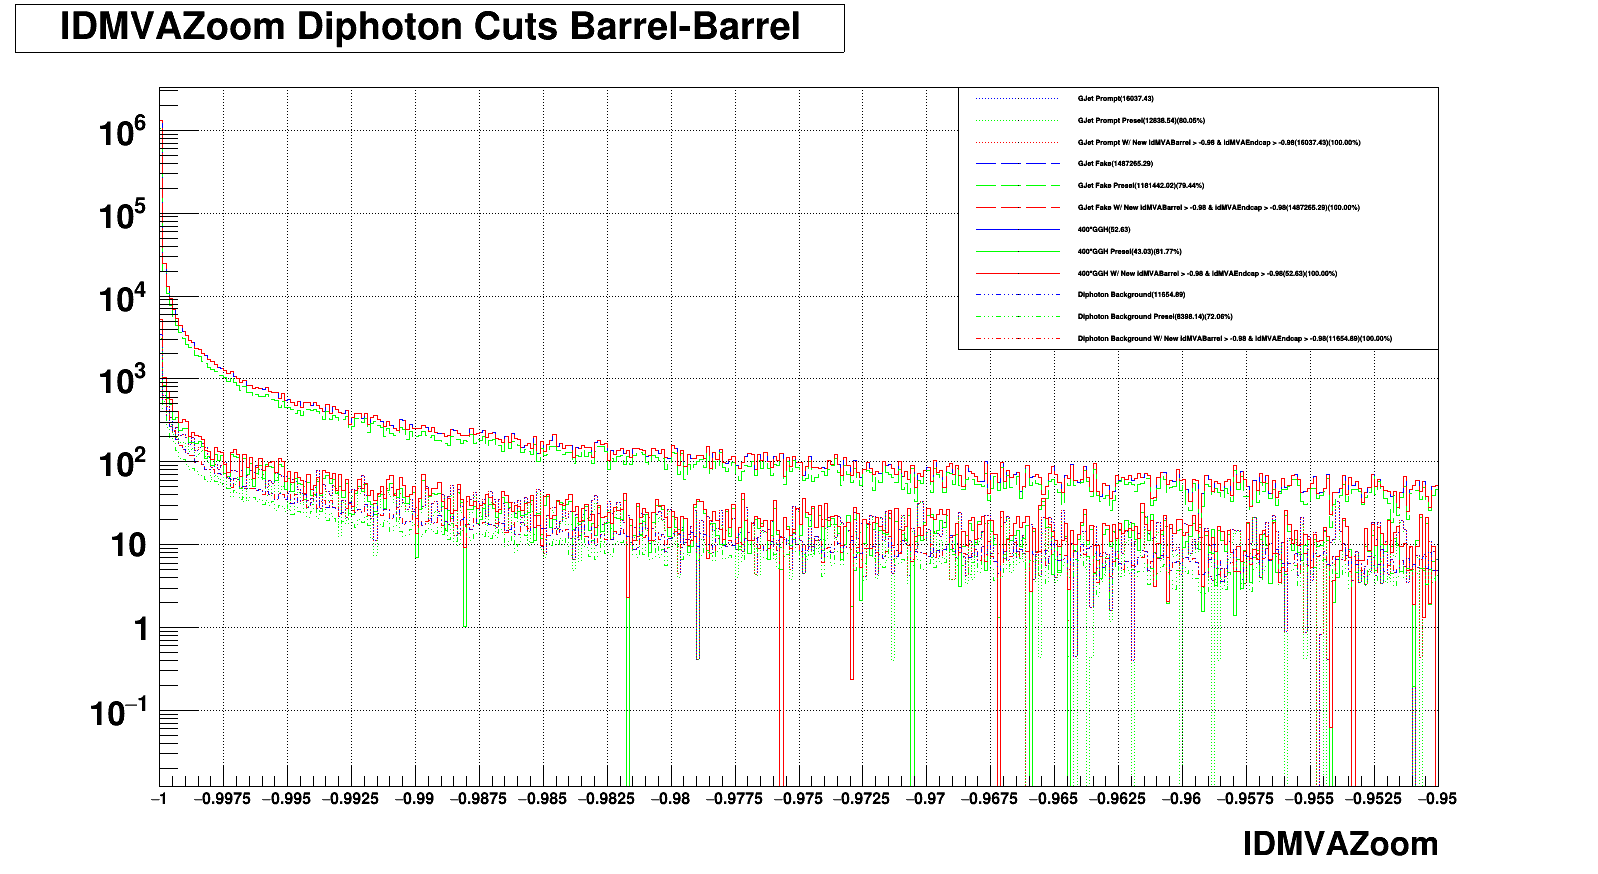 IDMVAZoom Diphoton Cuts Barrel-Barrel
GJet Prompt(16037.43)
GJet Prompt Presel(12838.54)(80.05%)
GJet Prompt W/ New IdMVABarrel > -0.98 & IdMVAEndcap > -0.98(16037.43)(100.00%)
GJet Fake(1487265.29)
GJet Fake Presel(1181442.02)(79.44%)
GJet Fake W/ New IdMVABarrel > -0.98 & IdMVAEndcap > -0.98(1487265.29)(100.00%)
400*GGH(52.63)
400*GGH Presel(43.03)(81.77%)
400*GGH W/ New IdMVABarrel > -0.98 & IdMVAEndcap > -0.98(52.63)(100.00%)
Diphoton Background(11654.89)
Diphoton Background Presel(8398.14)(72.06%)
Diphoton Background W/ New IdMVABarrel > -0.98 & IdMVAEndcap > -0.98(11654.89)(100.00%)
10⁶
10⁵
10⁴
10³
10²
10
1
10⁻¹
−1 −0.9975 −0.995 −0.9925 −0.99 −0.9875 −0.985 −0.9825 −0.98 −0.9775 −0.975 −0.9725 −0.97 −0.9675 −0.965 −0.9625 −0.96 −0.9575 −0.955 −0.9525 −0.95
IDMVAZoom